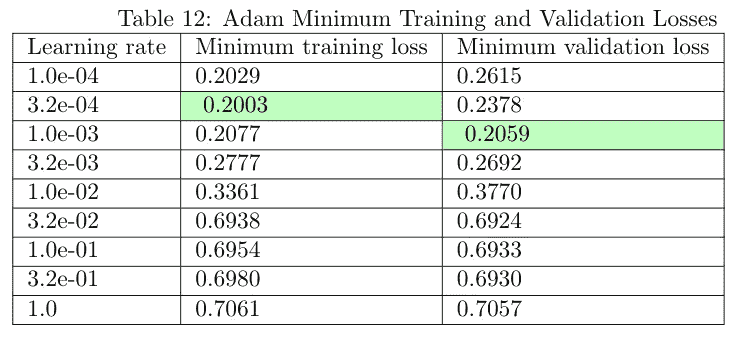 Table 12: Adam Minimum Training and Validation Losses
Learning rate Minimum training loss Minimum validation loss
1.0e-04 0.2029 0.2615
3.2e-04 0.2003 0.2378
1.0e-03 0.2077 0.2059
3.2e-03 0.2777 0.2692
1.0e-02 0.3361 0.3770
3.2e-02 0.6938 0.6924
1.0e-01 0.6954 0.6933
3.2e-01 0.6980 0.6930
1.0 0.7061 0.7057